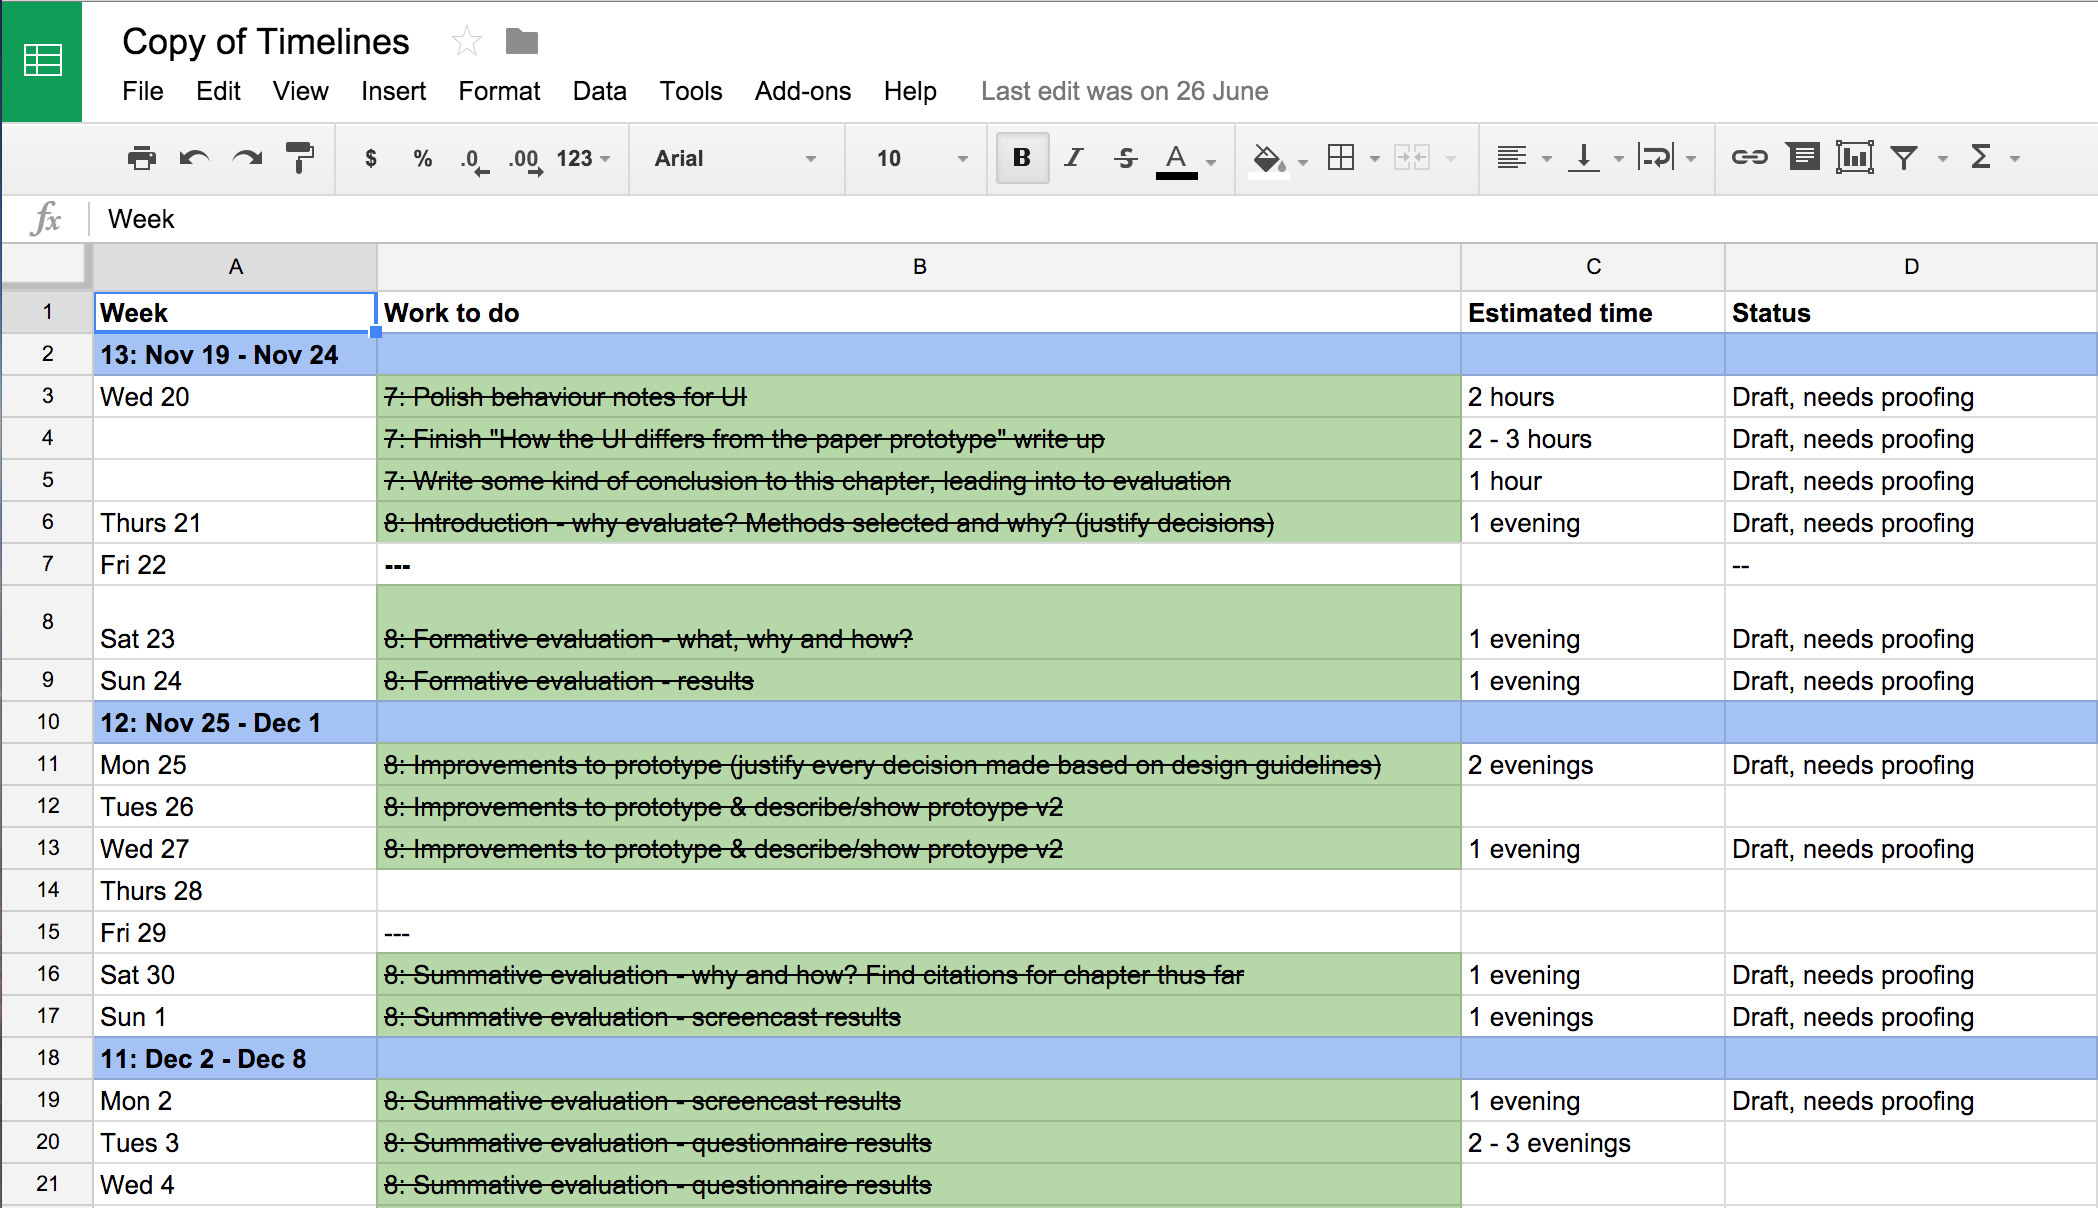 Copy of Timelines
File Edit View Insert Format Data Tools Add-ons Help Last edit was on 26 June
$ % .0 .00 123 Arial 10 B I S A Σ
fx Week
A B C D
1 Week Work to do Estimated time Status
2 13: Nov 19 - Nov 24
3 Wed 20 7: Polish behaviour notes for UI 2 hours Draft, needs proofing
4 7: Finish "How the UI differs from the paper prototype" write up 2 - 3 hours Draft, needs proofing
5 7: Write some kind of conclusion to this chapter, leading into to evaluation 1 hour Draft, needs proofing
6 Thurs 21 8: Introduction - why evaluate? Methods selected and why? (justify decisions) 1 evening Draft, needs proofing
7 Fri 22 --- --
8 Sat 23 8: Formative evaluation - what, why and how? 1 evening Draft, needs proofing
9 Sun 24 8: Formative evaluation - results 1 evening Draft, needs proofing
10 12: Nov 25 - Dec 1
11 Mon 25 8: Improvements to prototype (justify every decision made based on design guidelines) 2 evenings Draft, needs proofing
12 Tues 26 8: Improvements to prototype & describe/show protoype v2
13 Wed 27 8: Improvements to prototype & describe/show protoype v2 1 evening Draft, needs proofing
14 Thurs 28
15 Fri 29 ---
16 Sat 30 8: Summative evaluation - why and how? Find citations for chapter thus far 1 evening Draft, needs proofing
17 Sun 1 8: Summative evaluation - screencast results 1 evenings Draft, needs proofing
18 11: Dec 2 - Dec 8
19 Mon 2 8: Summative evaluation - screencast results 1 evening Draft, needs proofing
20 Tues 3 8: Summative evaluation - questionnaire results 2 - 3 evenings
21 Wed 4 8: Summative evaluation - questionnaire results